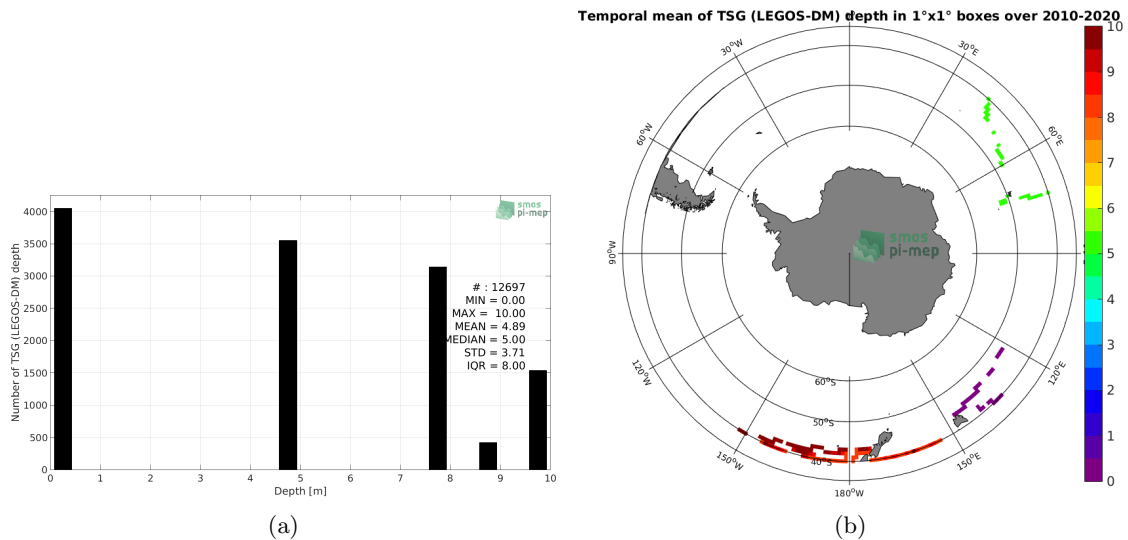 4000
3500
3000
2500
2000
1500
1000
500
0
Number of TSG (LEGOS-DM) depth
smos
pi-mep
# : 12697
MIN = 0.00
MAX = 10.00
MEAN = 4.89
MEDIAN = 5.00
STD = 3.71
IQR = 8.00
0 1 2 3 4 5 6 7 8 9 10
Depth [m]
(a)
Temporal mean of TSG (LEGOS-DM) depth in 1°x1° boxes over 2010-2020
30°W
30°E
60°W
60°E
90°W
smos
pi-mep
120°W
120°E
60°S
50°S
40°S
150°W
150°E
180°W
10
9
8
7
6
5
4
3
2
1
0
(b)